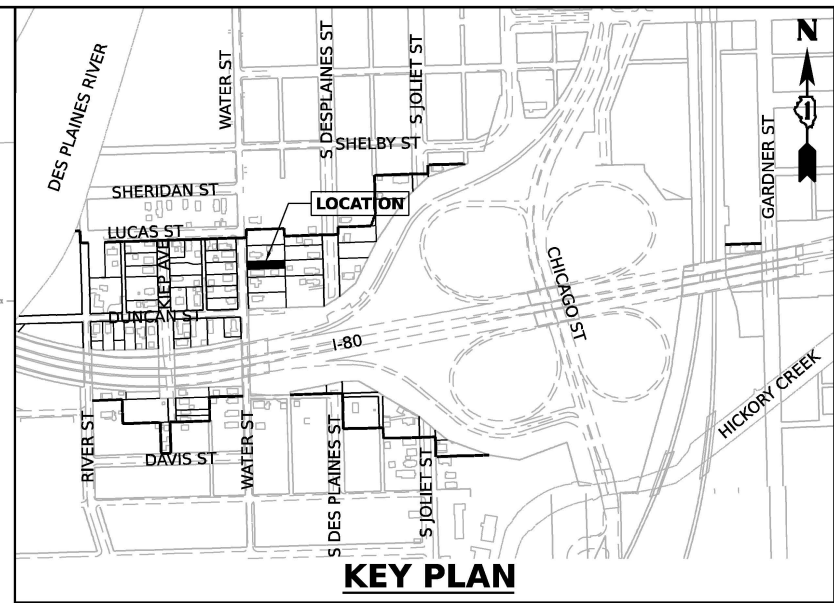 N
DES PLAINES RIVER
WATER ST
S DESPLAINES ST
S JOLIET ST
SHELBY ST
GARDNER ST
SHERIDAN ST
LOCATION
LUCAS ST
KIEP AVE
CHICAGO ST
DUNCAN ST
I-80
HICKORY CREEK
RIVER ST
WATER ST
S DES PLAINES ST
S JOLIET ST
DAVIS ST
KEY PLAN